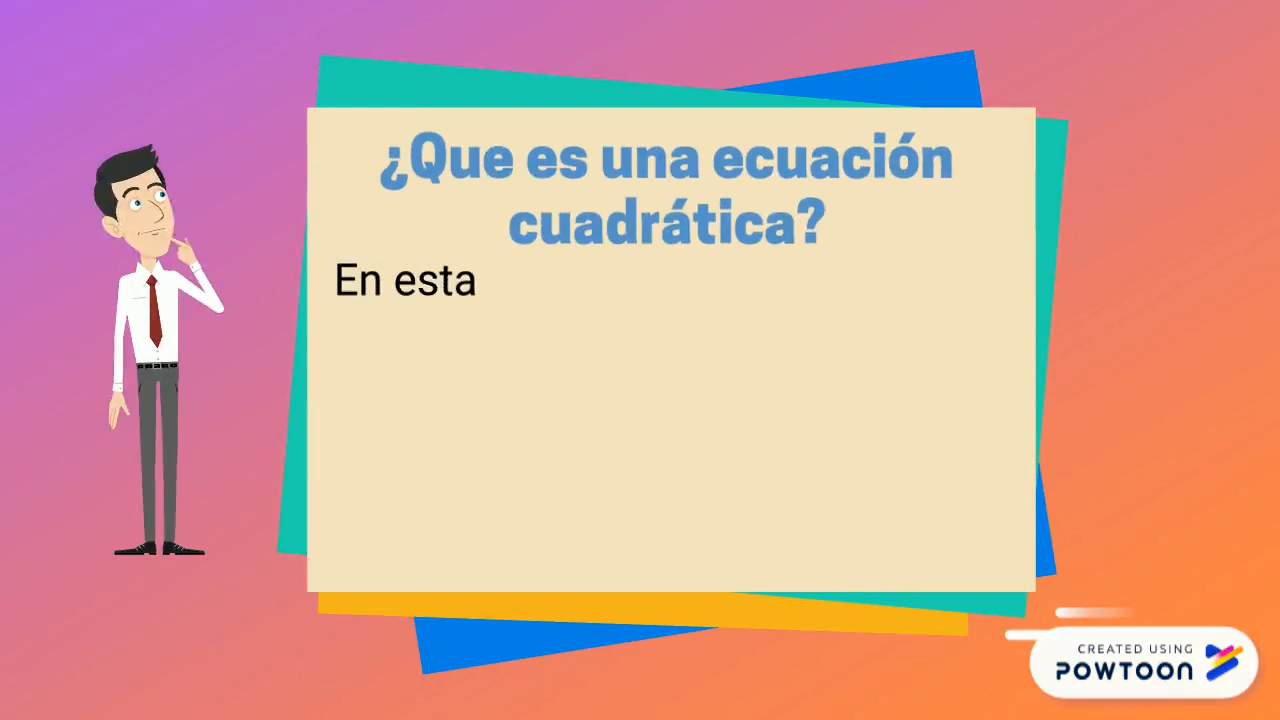 ¿Que es una ecuación
cuadrática?
En esta
CREATED USING
POWTOON